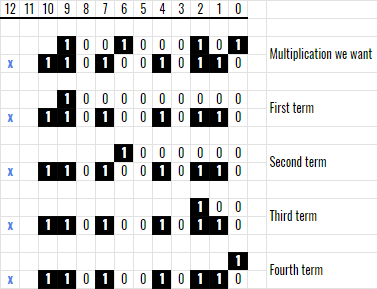 12 11 10 9 8 7 6 5 4 3 2 1 0
1 0 0 1 0 0 0 1 0 1
Multiplication we want
x 1 1 0 1 0 0 1 0 1 1 0
1 0 0 0 0 0 0 0 0 0
First term
x 1 1 0 1 0 0 1 0 1 1 0
1 0 0 0 0 0 0
Second term
x 1 1 0 1 0 0 1 0 1 1 0
1 0 0
Third term
x 1 1 0 1 0 0 1 0 1 1 0
1
Fourth term
x 1 1 0 1 0 0 1 0 1 1 0